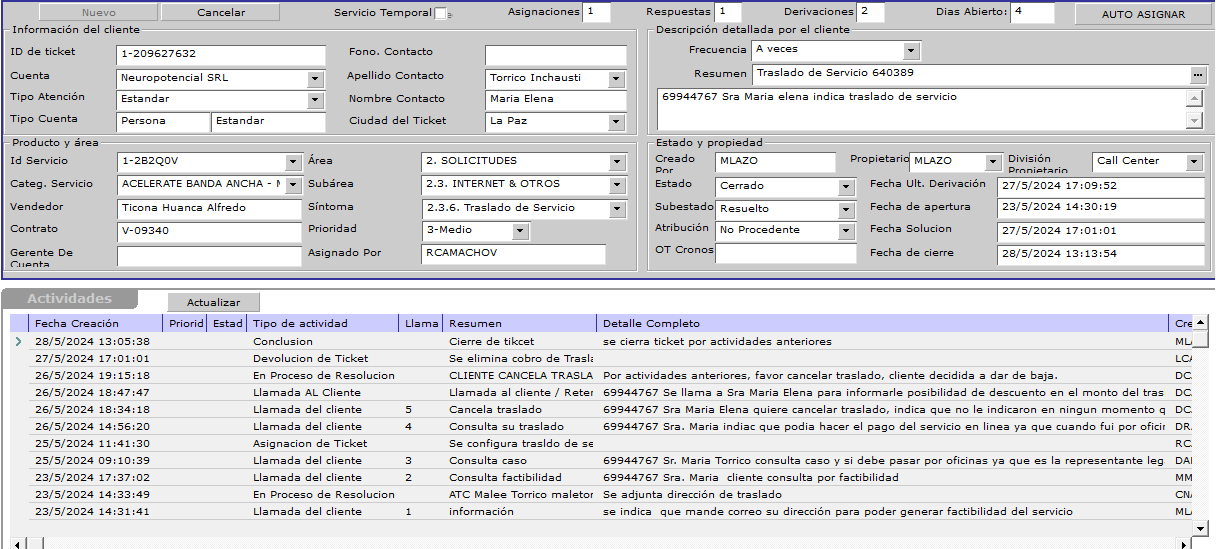 Nuevo Cancelar Servicio Temporal Asignaciones 1 Respuestas 1 Derivaciones 2 Dias Abierto: 4 AUTO ASIGNAR
Información del cliente
ID de ticket 1-209627632 Fono. Contacto
Cuenta Neuropotencial SRL Apellido Contacto Torrico Inchausti
Tipo Atención Estandar Nombre Contacto Maria Elena
Tipo Cuenta Persona Estandar Ciudad del Ticket La Paz
Descripción detallada por el cliente
Frecuencia A veces
Resumen Traslado de Servicio 640389
69944767 Sra Maria elena indica traslado de servicio
Producto y área
Id Servicio 1-2B2Q0V Área 2. SOLICITUDES
Categ. Servicio ACELERATE BANDA ANCHA - Subárea 2.3. INTERNET & OTROS
Vendedor Ticona Huanca Alfredo Síntoma 2.3.6. Traslado de Servicio
Contrato V-09340 Prioridad 3-Medio
Gerente De Cuenta Asignado Por RCAMACHOV
Estado y propiedad
Creado Por MLAZO Propietario MLAZO División Propietario Call Center
Estado Cerrado Fecha Ult. Derivación 27/5/2024 17:09:52
Subestado Resuelto Fecha de apertura 23/5/2024 14:30:19
Atribución No Procedente Fecha Solucion 27/5/2024 17:01:01
OT Cronos Fecha de cierre 28/5/2024 13:13:54
Actividades Actualizar
Fecha Creación Priorid Estad Tipo de actividad Llama Resumen Detalle Completo Cre
28/5/2024 13:05:38 Conclusion Cierre de tikcet se cierra ticket por actividades anteriores ML
27/5/2024 17:01:01 Devolucion de Ticket Se elimina cobro de Trasla LC
26/5/2024 19:15:18 En Proceso de Resolucion CLIENTE CANCELA TRASLA Por actividades anteriores, favor cancelar traslado, cliente decidida a dar de baja. DC
26/5/2024 18:47:47 Llamada AL Cliente Llamada al cliente / Reter 69944767 Se llama a Sra Maria Elena para informarle posibilidad de descuento en el monto del tras DC
26/5/2024 18:34:18 Llamada del cliente 5 Cancela traslado 69944767 Sra Maria Elena quiere cancelar traslado, indica que no le indicaron en ningun momento q DC
26/5/2024 14:56:20 Llamada del cliente 4 Consulta su traslado 69944767 Sra. Maria indiac que podia hacer el pago del servicio en linea ya que cuando fui por oficir DR
25/5/2024 11:41:30 Asignacion de Ticket Se configura trasldo de se RC
25/5/2024 09:10:39 Llamada del cliente 3 Consulta caso 69944767 Sr. Maria Torrico consulta caso y si debe pasar por oficinas ya que es la representante leg DA
23/5/2024 17:37:02 Llamada del cliente 2 Consulta factibilidad 69944767 Sra. Maria cliente consulta por factibilidad MM
23/5/2024 14:33:49 En Proceso de Resolucion ATC Malee Torrico maletor Se adjunta dirección de traslado CN
23/5/2024 14:31:41 Llamada del cliente 1 información se indica que mande correo su dirección para poder generar factibilidad del servicio ML